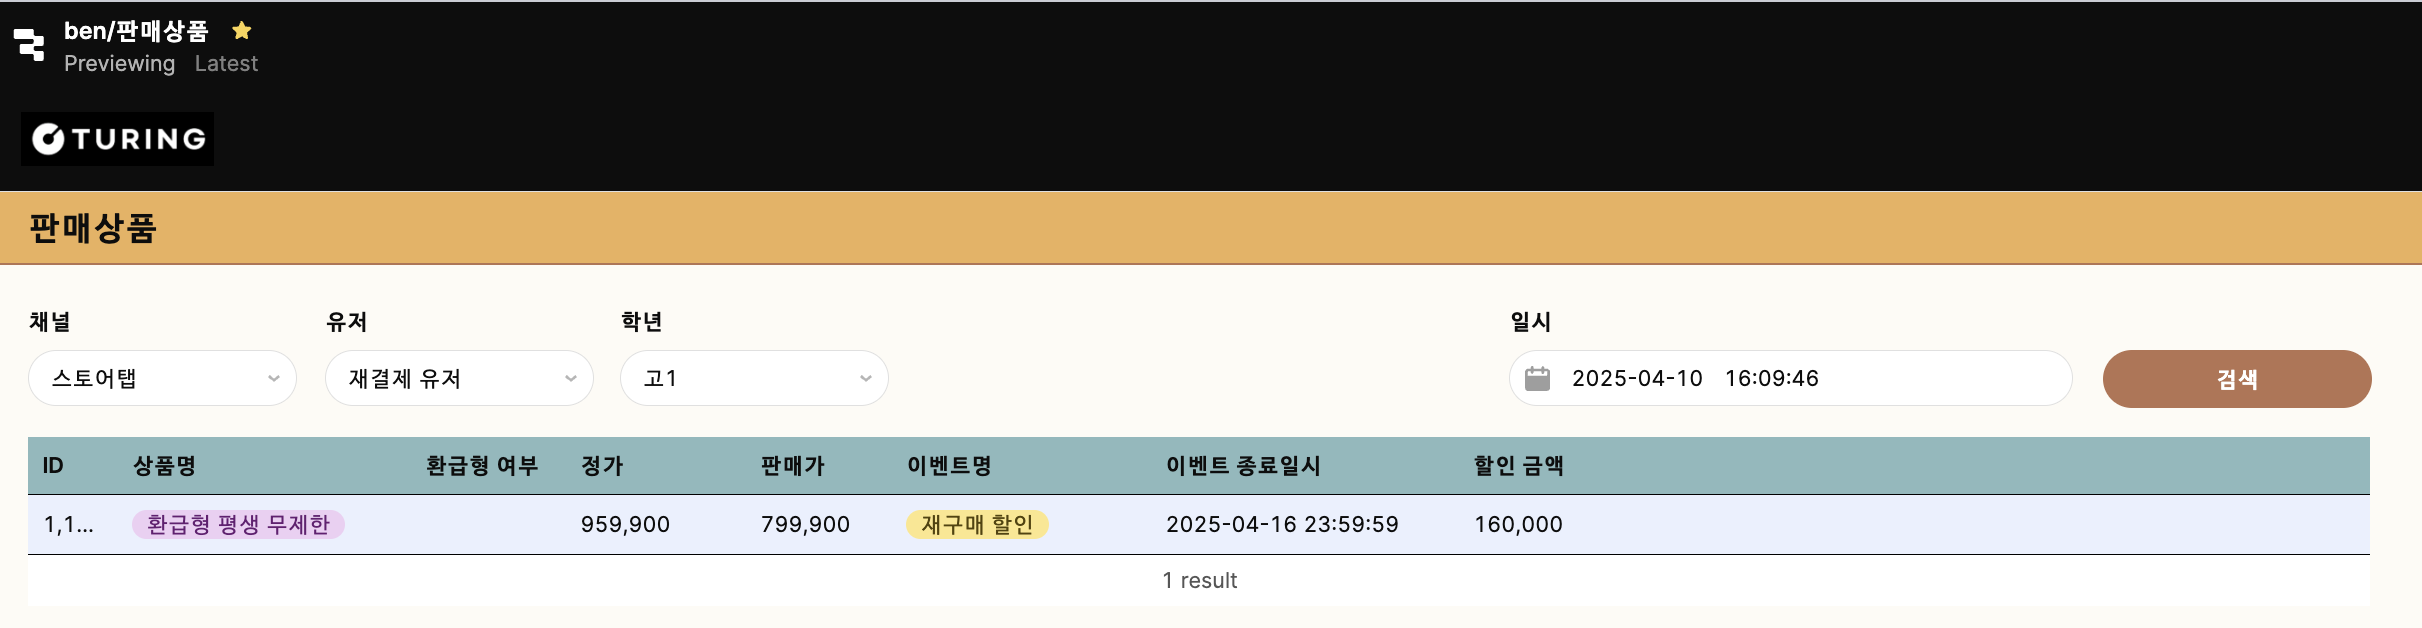 ben/판매상품
Previewing Latest
TURING
판매상품
채널 유저 학년 일시
스토어탭 재결제 유저 고1 2025-04-10 16:09:46 검색
ID 상품명 환급형 여부 정가 판매가 이벤트명 이벤트 종료일시 할인 금액
1,1... 환급형 평생 무제한 959,900 799,900 재구매 할인 2025-04-16 23:59:59 160,000
1 result